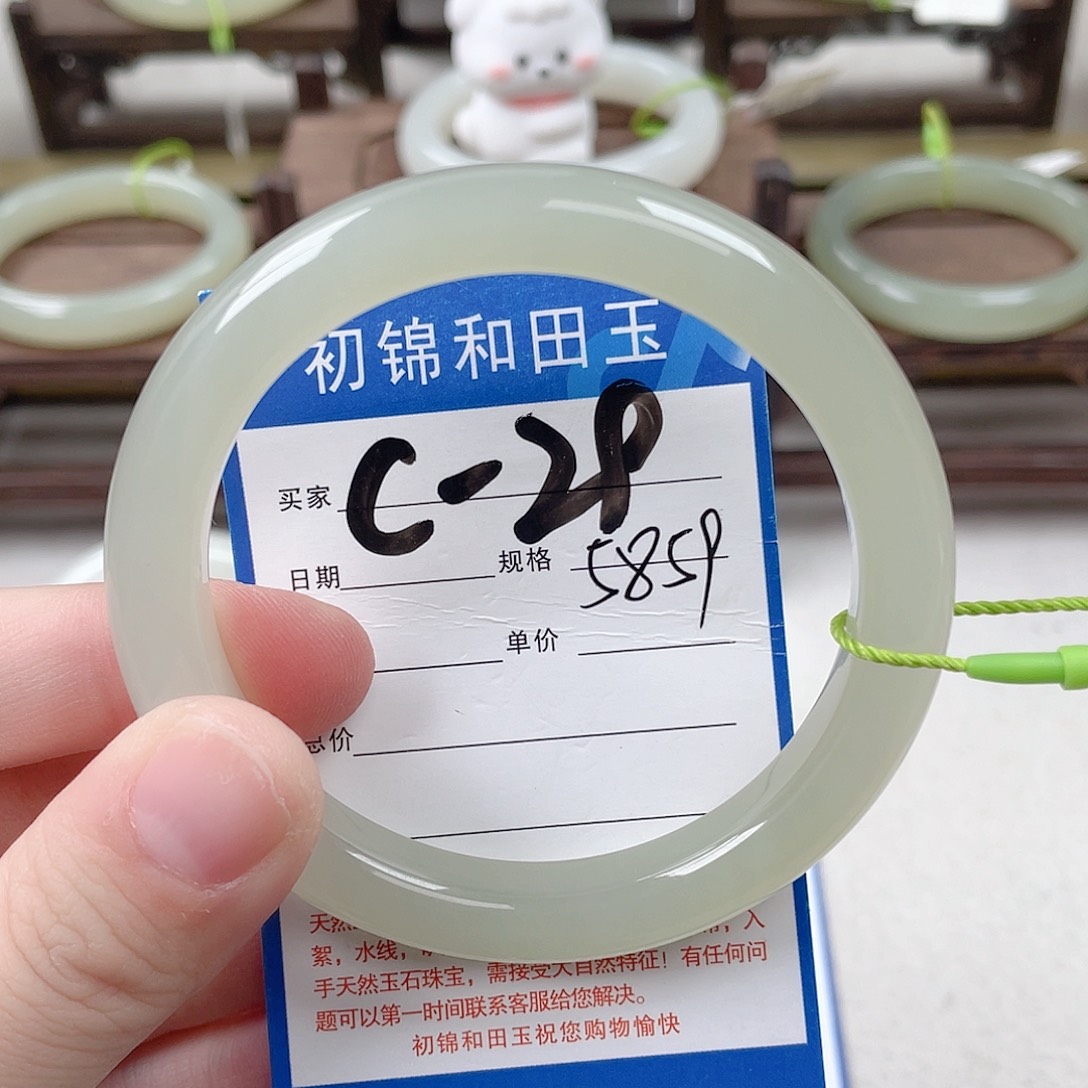 初锦和田玉
买家 C-28
日期
规格 5859
单价
总价
天然
絮，水线，
手天然玉石珠宝，需接受大自然特征！有任何问
题可以第一时间联系客服给您解决。
初锦和田玉祝您购物愉快